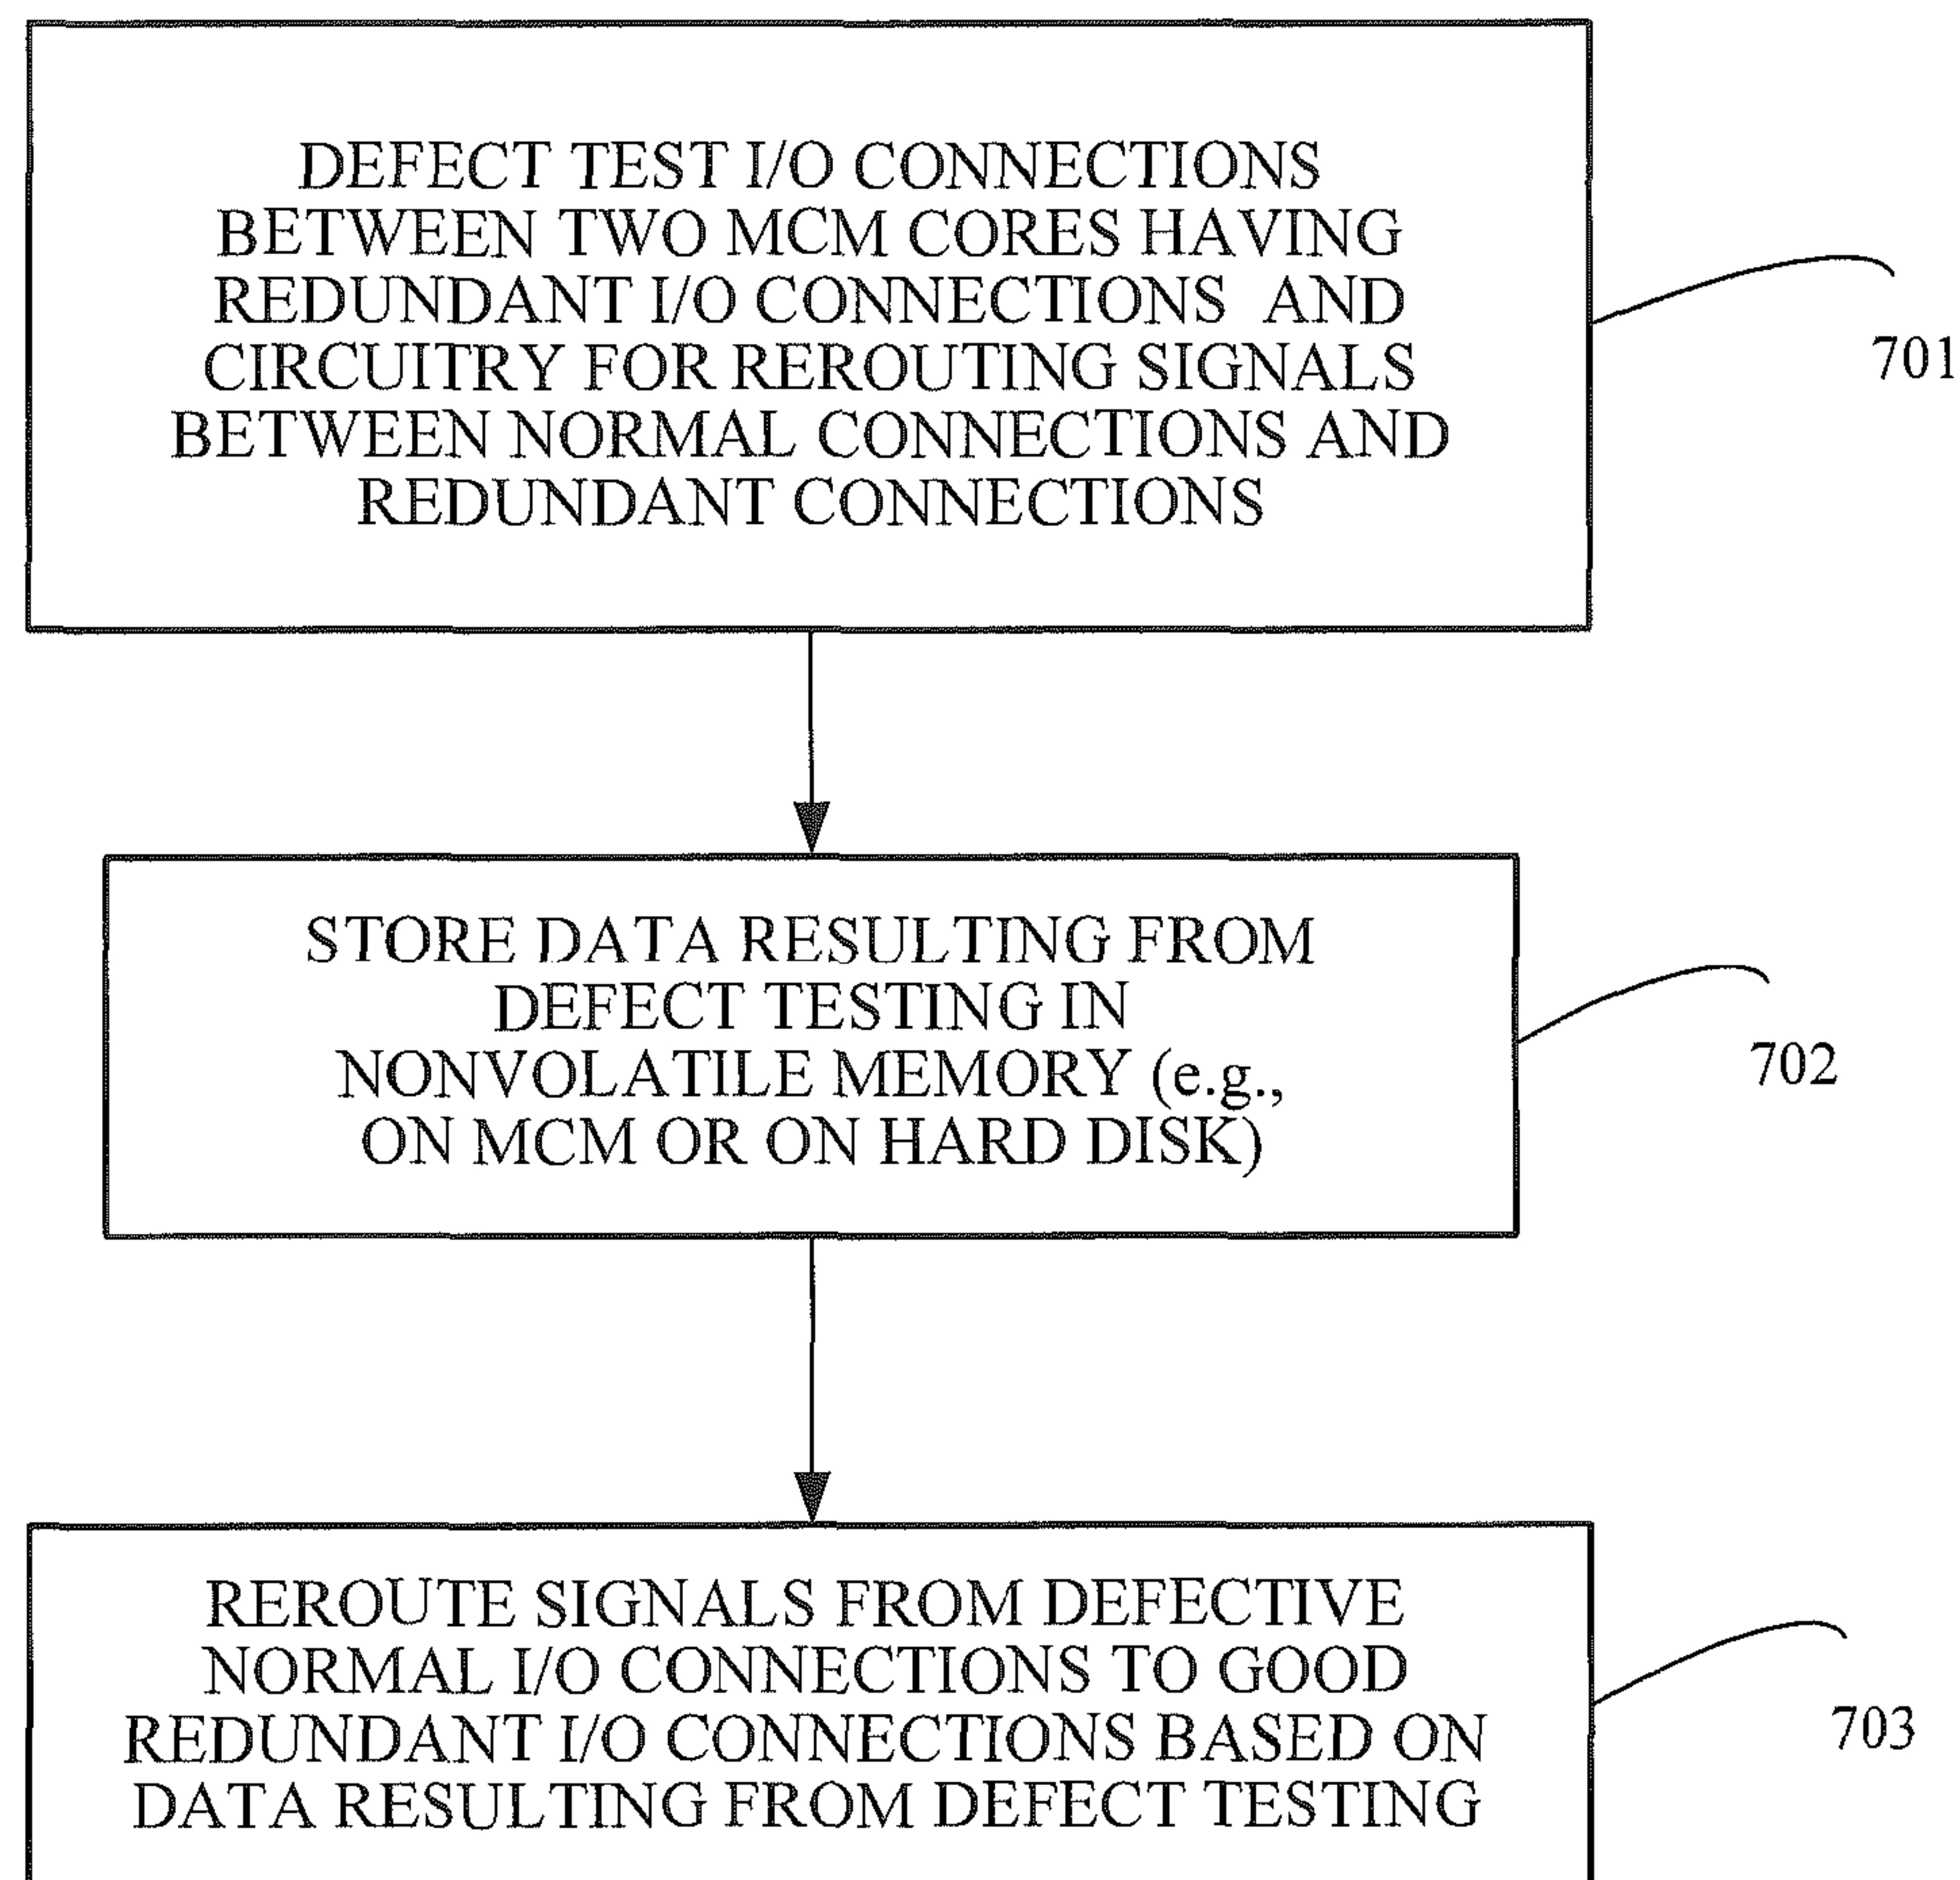 DEFECT TEST I/O CONNECTIONS
BETWEEN TWO MCM CORES HAVING
REDUNDANT I/O CONNECTIONS AND
CIRCUITRY FOR REROUTING SIGNALS
BETWEEN NORMAL CONNECTIONS AND
REDUNDANT CONNECTIONS
701
STORE DATA RESULTING FROM
DEFECT TESTING IN
NONVOLATILE MEMORY (e.g.,
ON MCM OR ON HARD DISK)
702
REROUTE SIGNALS FROM DEFECTIVE
NORMAL I/O CONNECTIONS TO GOOD
REDUNDANT I/O CONNECTIONS BASED ON
DATA RESULTING FROM DEFECT TESTING
703